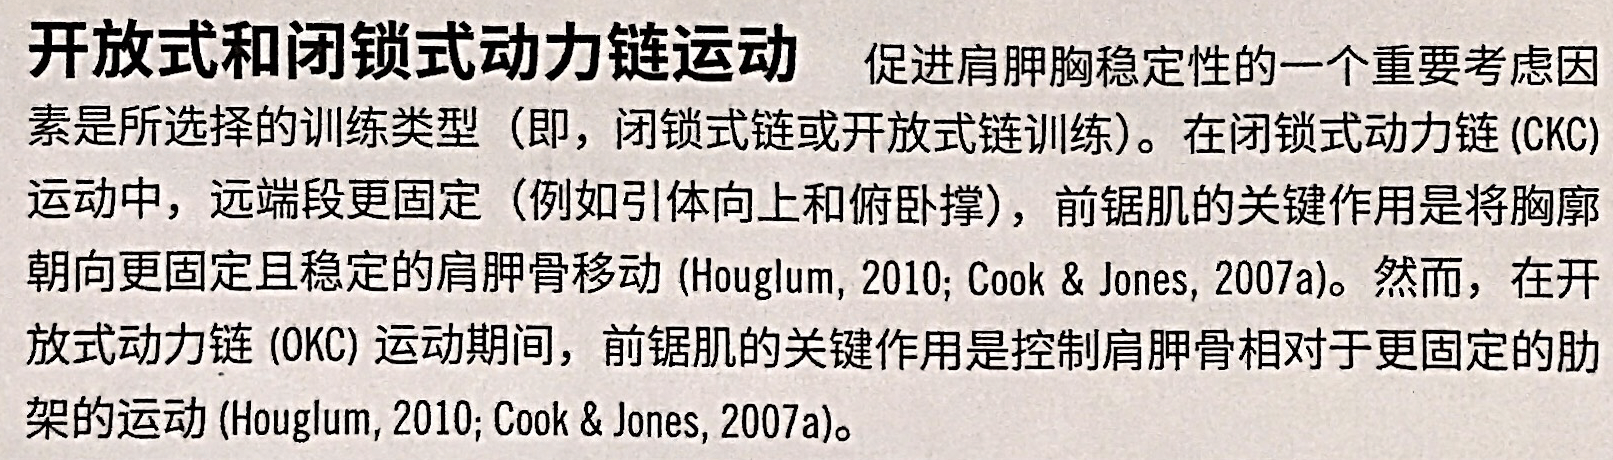 开放式和闭锁式动力链运动 促进肩胛胸稳定性的一个重要考虑因
素是所选择的训练类型（即，闭锁式链或开放式链训练）。在闭锁式动力链 (CKC)
运动中，远端段更固定（例如引体向上和俯卧撑），前锯肌的关键作用是将胸廓
朝向更固定且稳定的肩胛骨移动 (Houglum, 2010; Cook & Jones, 2007a)。然而，在开
放式动力链 (OKC) 运动期间，前锯肌的关键作用是控制肩胛骨相对于更固定的肋
架的运动 (Houglum, 2010; Cook & Jones, 2007a)。